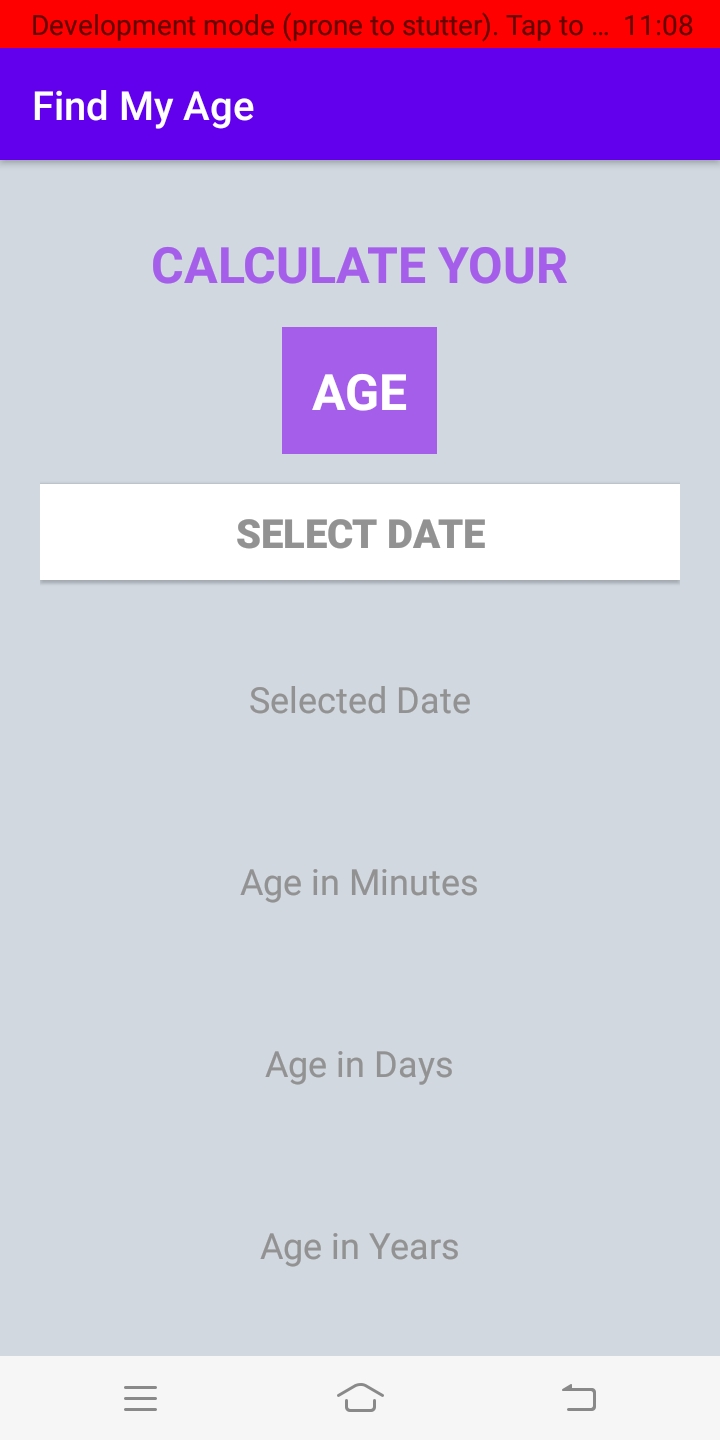 Development mode (prone to stutter). Tap to ... 11:08
Find My Age
CALCULATE YOUR
AGE
SELECT DATE
Selected Date
Age in Minutes
Age in Days
Age in Years